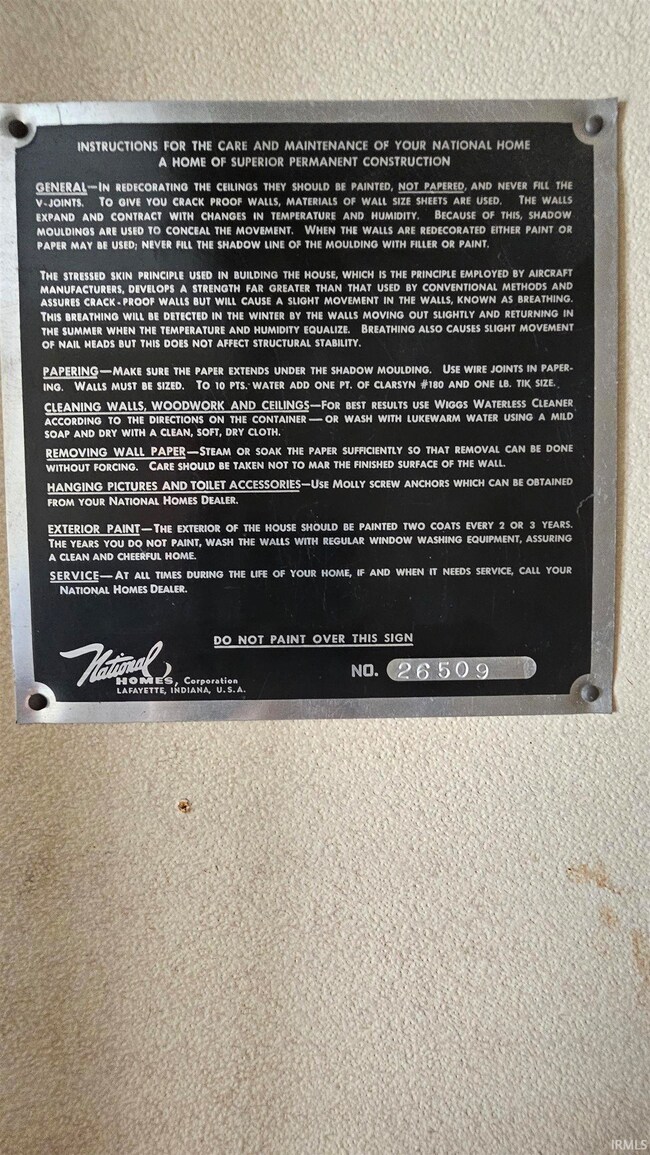 INSTRUCTIONS FOR THE CARE AND MAINTENANCE OF YOUR NATIONAL HOME
A HOME OF SUPERIOR PERMANENT CONSTRUCTION
GENERAL—IN REDECORATING THE CEILINGS THEY SHOULD BE PAINTED, NOT PAPERED, AND NEVER FILL THE
V-JOINTS. TO GIVE YOU CRACK PROOF WALLS, MATERIALS OF WALL SIZE SHEETS ARE USED. THE WALLS
EXPAND AND CONTRACT WITH CHANGES IN TEMPERATURE AND HUMIDITY. BECAUSE OF THIS, SHADOW
MOULDINGS ARE USED TO CONCEAL THE MOVEMENT. WHEN THE WALLS ARE REDECORATED EITHER PAINT OR
PAPER MAY BE USED; NEVER FILL THE SHADOW LINE OF THE MOULDING WITH FILLER OR PAINT.
THE STRESSED SKIN PRINCIPLE USED IN BUILDING THE HOUSE, WHICH IS THE PRINCIPLE EMPLOYED BY AIRCRAFT
MANUFACTURERS, DEVELOPS A STRENGTH FAR GREATER THAN THAT USED BY CONVENTIONAL METHODS AND
ASSURES CRACK-PROOF WALLS BUT WILL CAUSE A SLIGHT MOVEMENT IN THE WALLS, KNOWN AS BREATHING.
THIS BREATHING WILL BE DETECTED IN THE WINTER BY THE WALLS MOVING OUT SLIGHTLY AND RETURNING IN
THE SUMMER WHEN THE TEMPERATURE AND HUMIDITY EQUALIZE. BREATHING ALSO CAUSES SLIGHT MOVEMENT
OF NAIL HEADS BUT THIS DOES NOT AFFECT STRUCTURAL STABILITY.
PAPERING—MAKE SURE THE PAPER EXTENDS UNDER THE SHADOW MOULDING. USE WIRE JOINTS IN PAPER-
ING. WALLS MUST BE SIZED. TO 10 PTS. WATER ADD ONE PT. OF CLARSYN #180 AND ONE LB. TIK SIZE.
CLEANING WALLS, WOODWORK AND CEILINGS—FOR BEST RESULTS USE WIGGS WATERLESS CLEANER
ACCORDING TO THE DIRECTIONS ON THE CONTAINER—OR WASH WITH LUKEWARM WATER USING A MILD
SOAP AND DRY WITH A CLEAN, SOFT, DRY CLOTH.
REMOVING WALL PAPER—STEAM OR SOAK THE PAPER SUFFICIENTLY SO THAT REMOVAL CAN BE DONE
WITHOUT FORCING. CARE SHOULD BE TAKEN NOT TO MAR THE FINISHED SURFACE OF THE WALL.
HANGING PICTURES AND TOILET ACCESSORIES—USE MOLLY SCREW ANCHORS WHICH CAN BE OBTAINED
FROM YOUR NATIONAL HOMES DEALER.
EXTERIOR PAINT—THE EXTERIOR OF THE HOUSE SHOULD BE PAINTED TWO COATS EVERY 2 OR 3 YEARS.
THE YEARS YOU DO NOT PAINT, WASH THE WALLS WITH REGULAR WINDOW WASHING EQUIPMENT, ASSURING
A CLEAN AND CHEERFUL HOME.
SERVICE—AT ALL TIMES DURING THE LIFE OF YOUR HOME, IF AND WHEN IT NEEDS SERVICE, CALL YOUR
NATIONAL HOMES DEALER.
DO NOT PAINT OVER THIS SIGN
NO. 26509
National
HOMES, Corporation
LAFAYETTE, INDIANA, U.S.A.
IRMLS